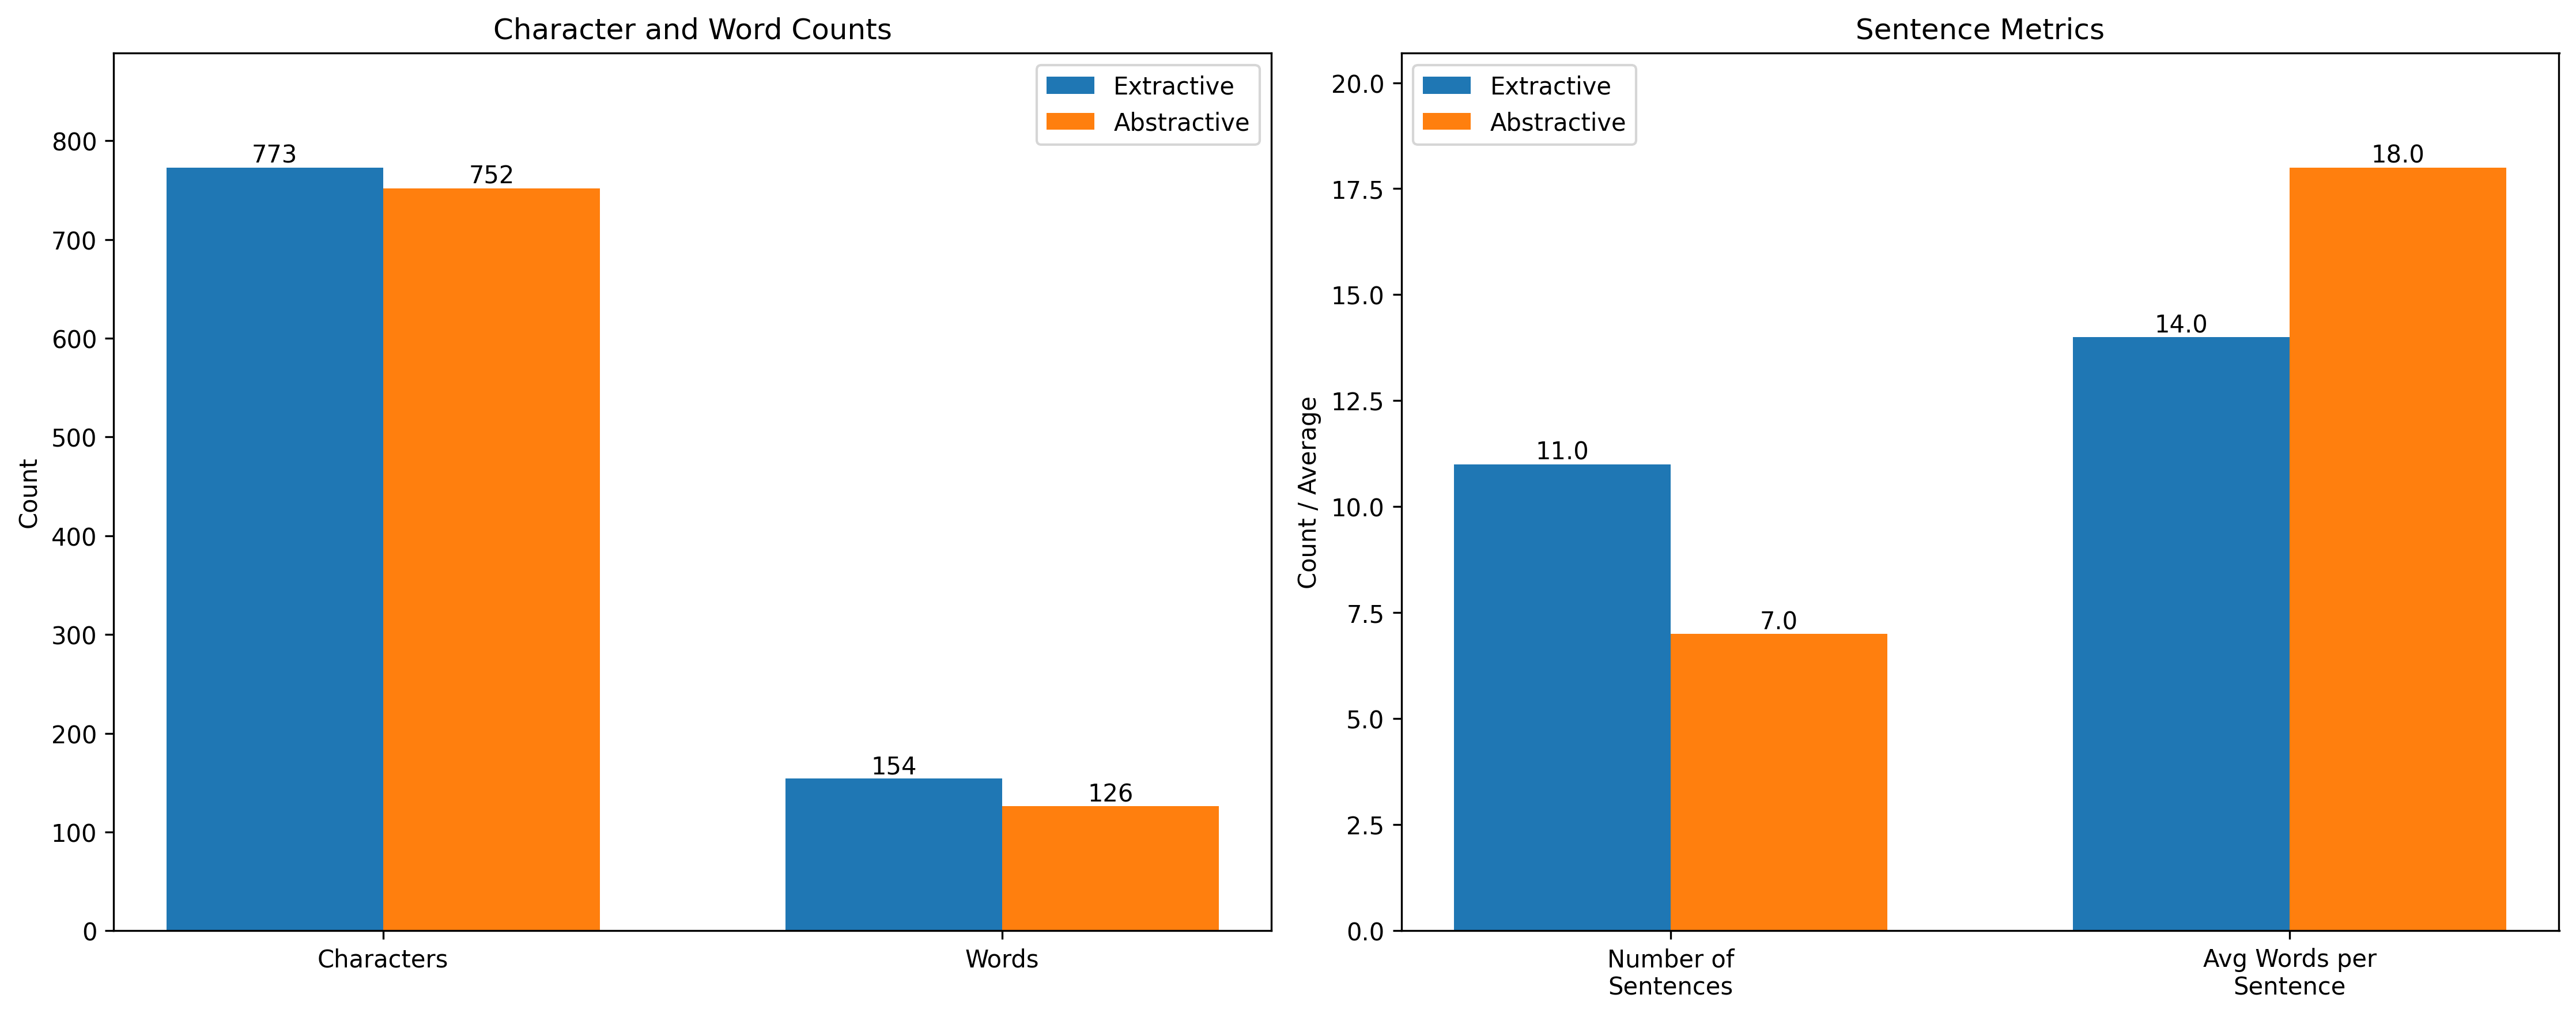 Character and Word Counts
Count
800
700
600
500
400
300
200
100
0
773
752
154
126
Extractive
Abstractive
Characters
Words
Sentence Metrics
Count / Average
20.0
17.5
15.0
12.5
10.0
7.5
5.0
2.5
0.0
Extractive
Abstractive
11.0
7.0
14.0
18.0
Number of
Sentences
Avg Words per
Sentence